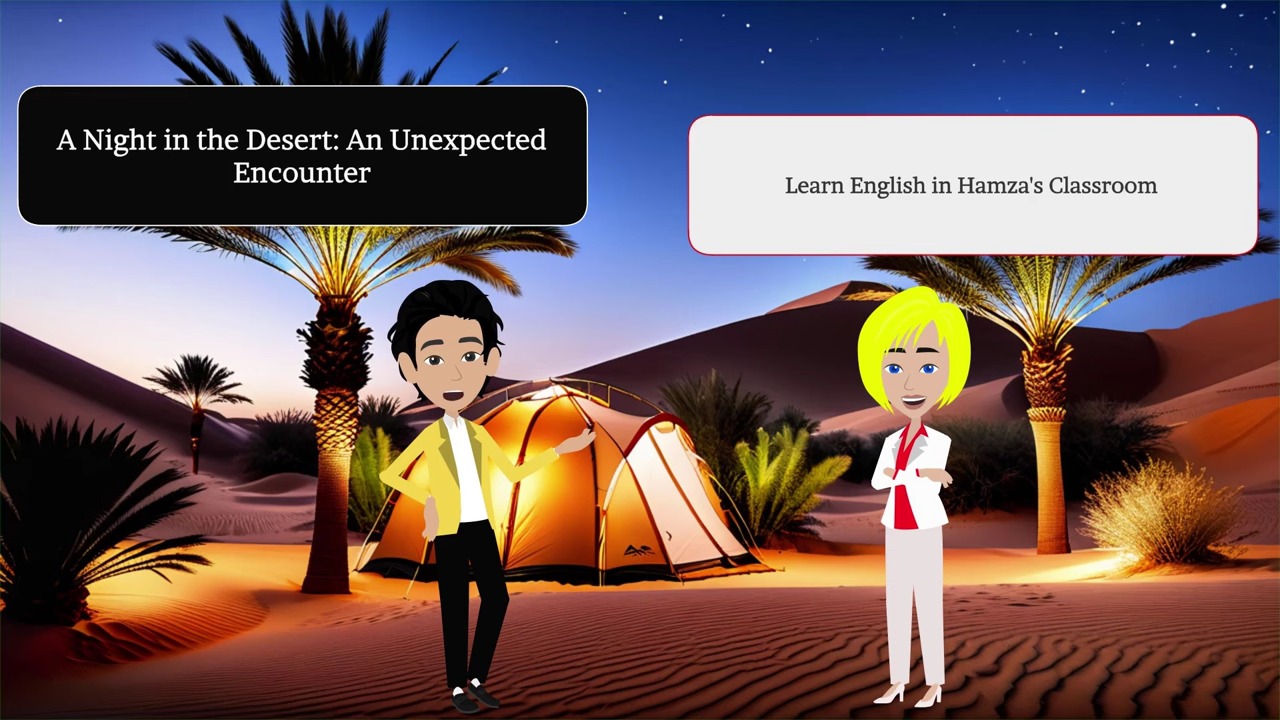 A Night in the Desert: An Unexpected
Encounter
Learn English in Hamza's Classroom